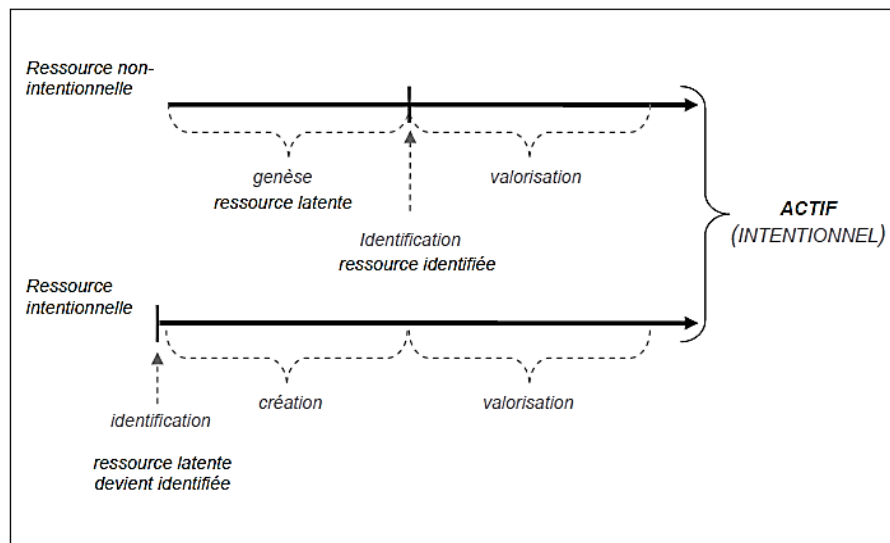 Ressource non-
intentionnelle
genèse
ressource latente
valorisation
Identification
ressource identifiée
ACTIF
(INTENTIONNEL)
Ressource
intentionnelle
identification
création
valorisation
ressource latente
devient identifiée